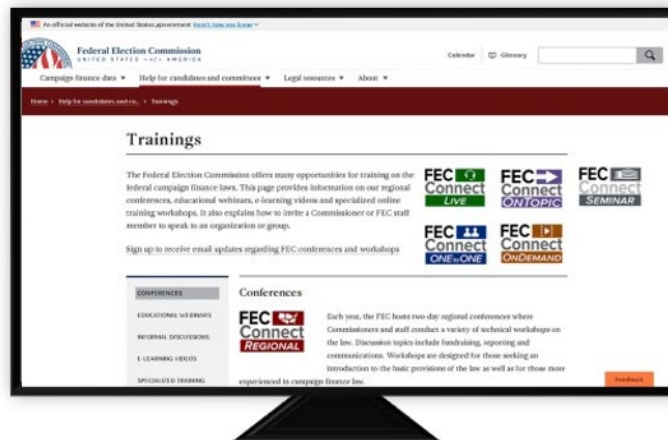 An official website of the United States government Here's how you know
Federal Election Commission
UNITED STATES of AMERICA
Calendar Glossary
Campaign finance data Help for candidates and committees Legal resources About
Home › Help for candidates and co... › Trainings
Trainings
The Federal Election Commission offers many opportunities for training on the
federal campaign finance laws. This page provides information on our regional
conferences, educational webinars, e-learning videos and specialized online
training workshops. It also explains how to invite a Commissioner or FEC staff
member to speak to an organization or group.
Sign up to receive email updates regarding FEC conferences and workshops
FEC
Connect
LIVE
FEC
Connect
ONTOPIC
FEC
Connect
SEMINAR
FEC
Connect
ONE to ONE
FEC
Connect
ONDEMAND
CONFERENCES
EDUCATIONAL WEBINARS
INFORMAL DISCUSSIONS
E-LEARNING VIDEOS
SPECIALIZED TRAINING
Conferences
FEC
Connect
REGIONAL
Each year, the FEC hosts two-day regional conferences where
Commissioners and staff conduct a variety of technical workshops on
the law. Discussion topics include fundraising, reporting and
communications. Workshops are designed for those seeking an
introduction to the basic provisions of the law as well as for those more
experienced in campaign finance law.
Feedback